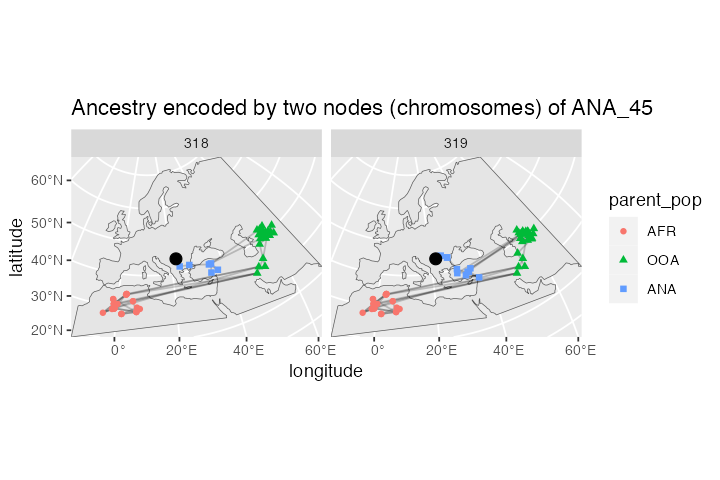 Ancestry encoded by two nodes (chromosomes) of ANA_45
318 319
60°N
50°N
40°N
30°N
20°N
latitude
0° 20°E 40°E 60°E 0° 20°E 40°E 60°E
longitude
parent_pop
AFR
OOA
ANA